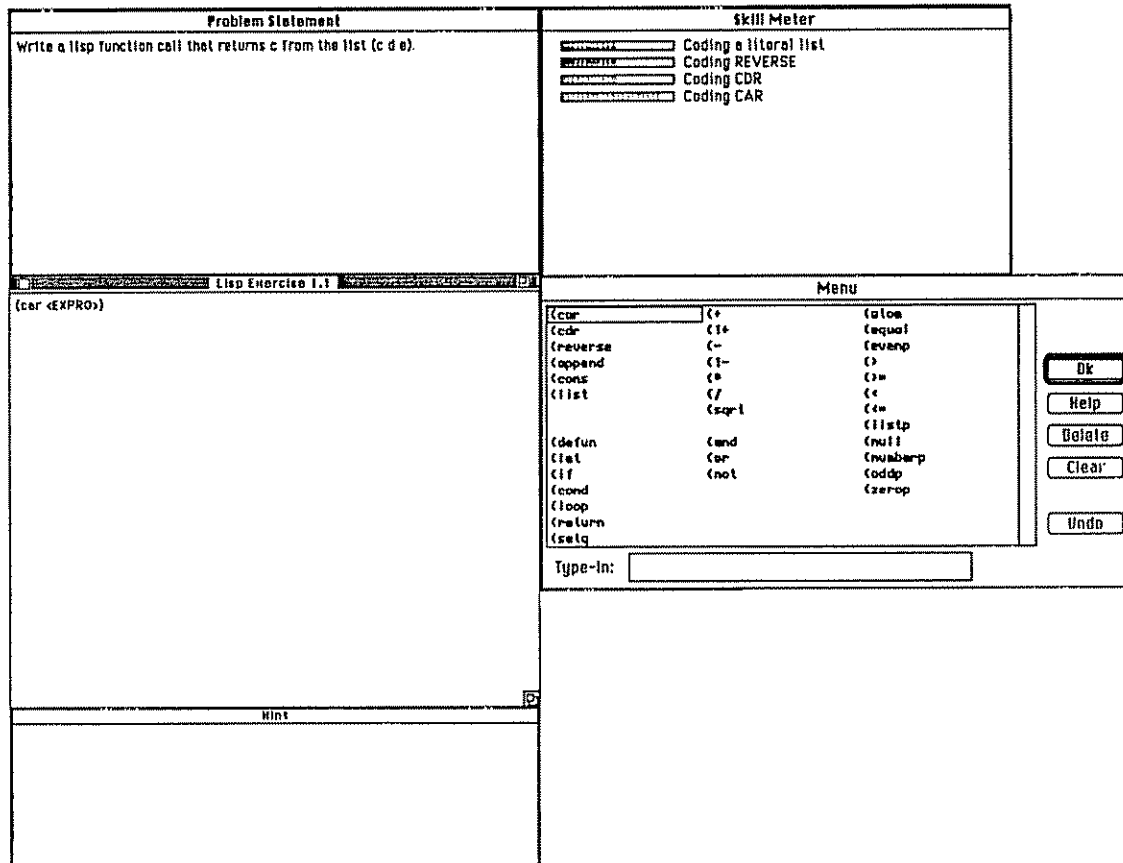 Problem Statement
Write a lisp function call that returns c from the list (c d e).
Skill Meter
Coding a literal list
Coding REVERSE
Coding CDR
Coding CAR
Lisp Exercise 1.1
(car <EXPR0>)
Menu
(car (+ (atom
(cdr (1+ (equal
(reverse (- (evenp
(append (1- (>
(cons (* (>=
(list (/ (<
(sqrt (<=
(listp
(defun (and (null
(let (or (numberp
(if (not (oddp
(cond (zerop
(loop
(return
(setq
Ok
Help
Delete
Clear
Undo
Type-In:
Hint